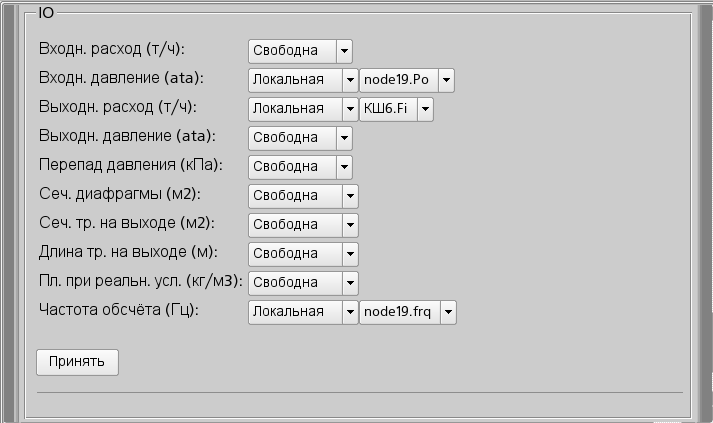 IO
Входн. расход (т/ч): Свободна
Входн. давление (ata): Локальная node19.Po
Выходн. расход (т/ч): Локальная КШ6.Fi
Выходн. давление (ata): Свободна
Перепад давления (кПа): Свободна
Сеч. диафрагмы (м2): Свободна
Сеч. тр. на выходе (м2): Свободна
Длина тр. на выходе (м): Свободна
Пл. при реальн. усл. (кг/м3): Свободна
Частота обсчёта (Гц): Локальная node19.frq
Принять